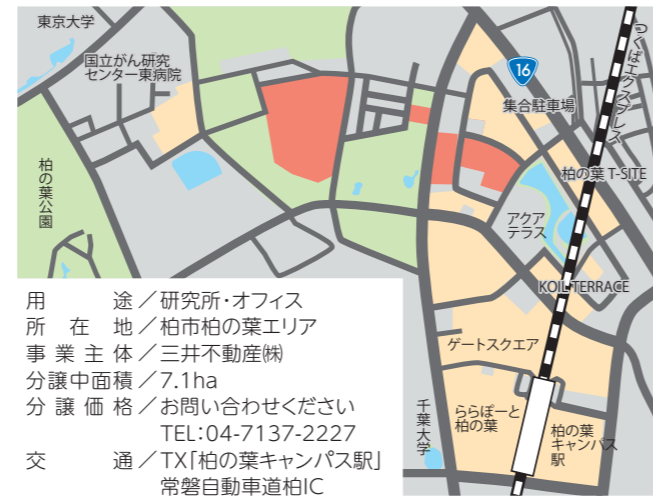 東京大学
国立がん研究
センター東病院
16
つくばエクスプレス
集合駐車場
柏の葉 T-SITE
柏の葉公園
アクア
テラス
KOIL TERRACE
ゲートスクエア
ららぽーと
柏の葉
柏の葉
キャンパス
駅
千葉大学
用途／研究所・オフィス
所在地／柏市柏の葉エリア
事業主体／三井不動産㈱
分譲中面積／7.1ha
分譲価格／お問い合わせください
TEL：04-7137-2227
交通／TX「柏の葉キャンパス駅」
常磐自動車道柏IC